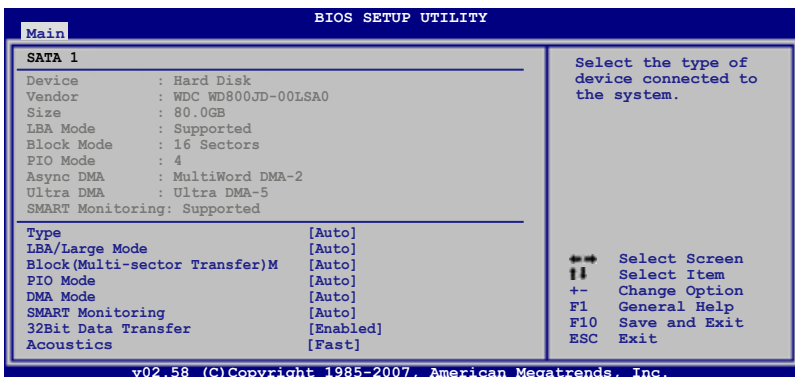 BIOS SETUP UTILITY
Main
SATA 1
Device : Hard Disk
Vendor : WDC WD800JD-00LSA0
Size : 80.0GB
LBA Mode : Supported
Block Mode : 16 Sectors
PIO Mode : 4
Async DMA : MultiWord DMA-2
Ultra DMA : Ultra DMA-5
SMART Monitoring: Supported
Type [Auto]
LBA/Large Mode [Auto]
Block(Multi-sector Transfer)M [Auto]
PIO Mode [Auto]
DMA Mode [Auto]
SMART Monitoring [Auto]
32Bit Data Transfer [Enabled]
Acoustics [Fast]
Select the type of
device connected to
the system.
←→ Select Screen
↑↓ Select Item
+- Change Option
F1 General Help
F10 Save and Exit
ESC Exit
v02.58 (C)Copyright 1985-2007, American Megatrends, Inc.